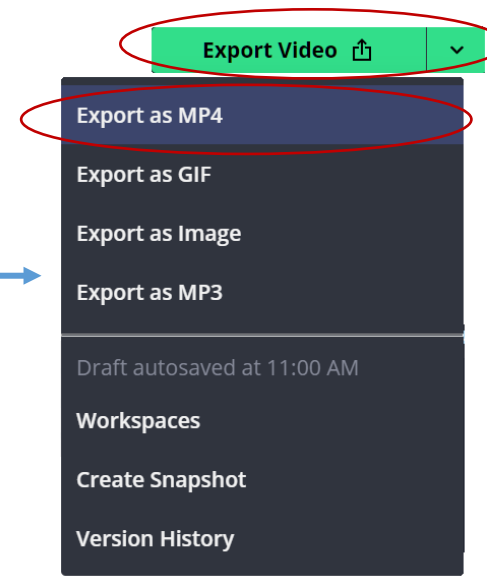 Export Video
Export as MP4
Export as GIF
Export as Image
Export as MP3
Draft autosaved at 11:00 AM
Workspaces
Create Snapshot
Version History